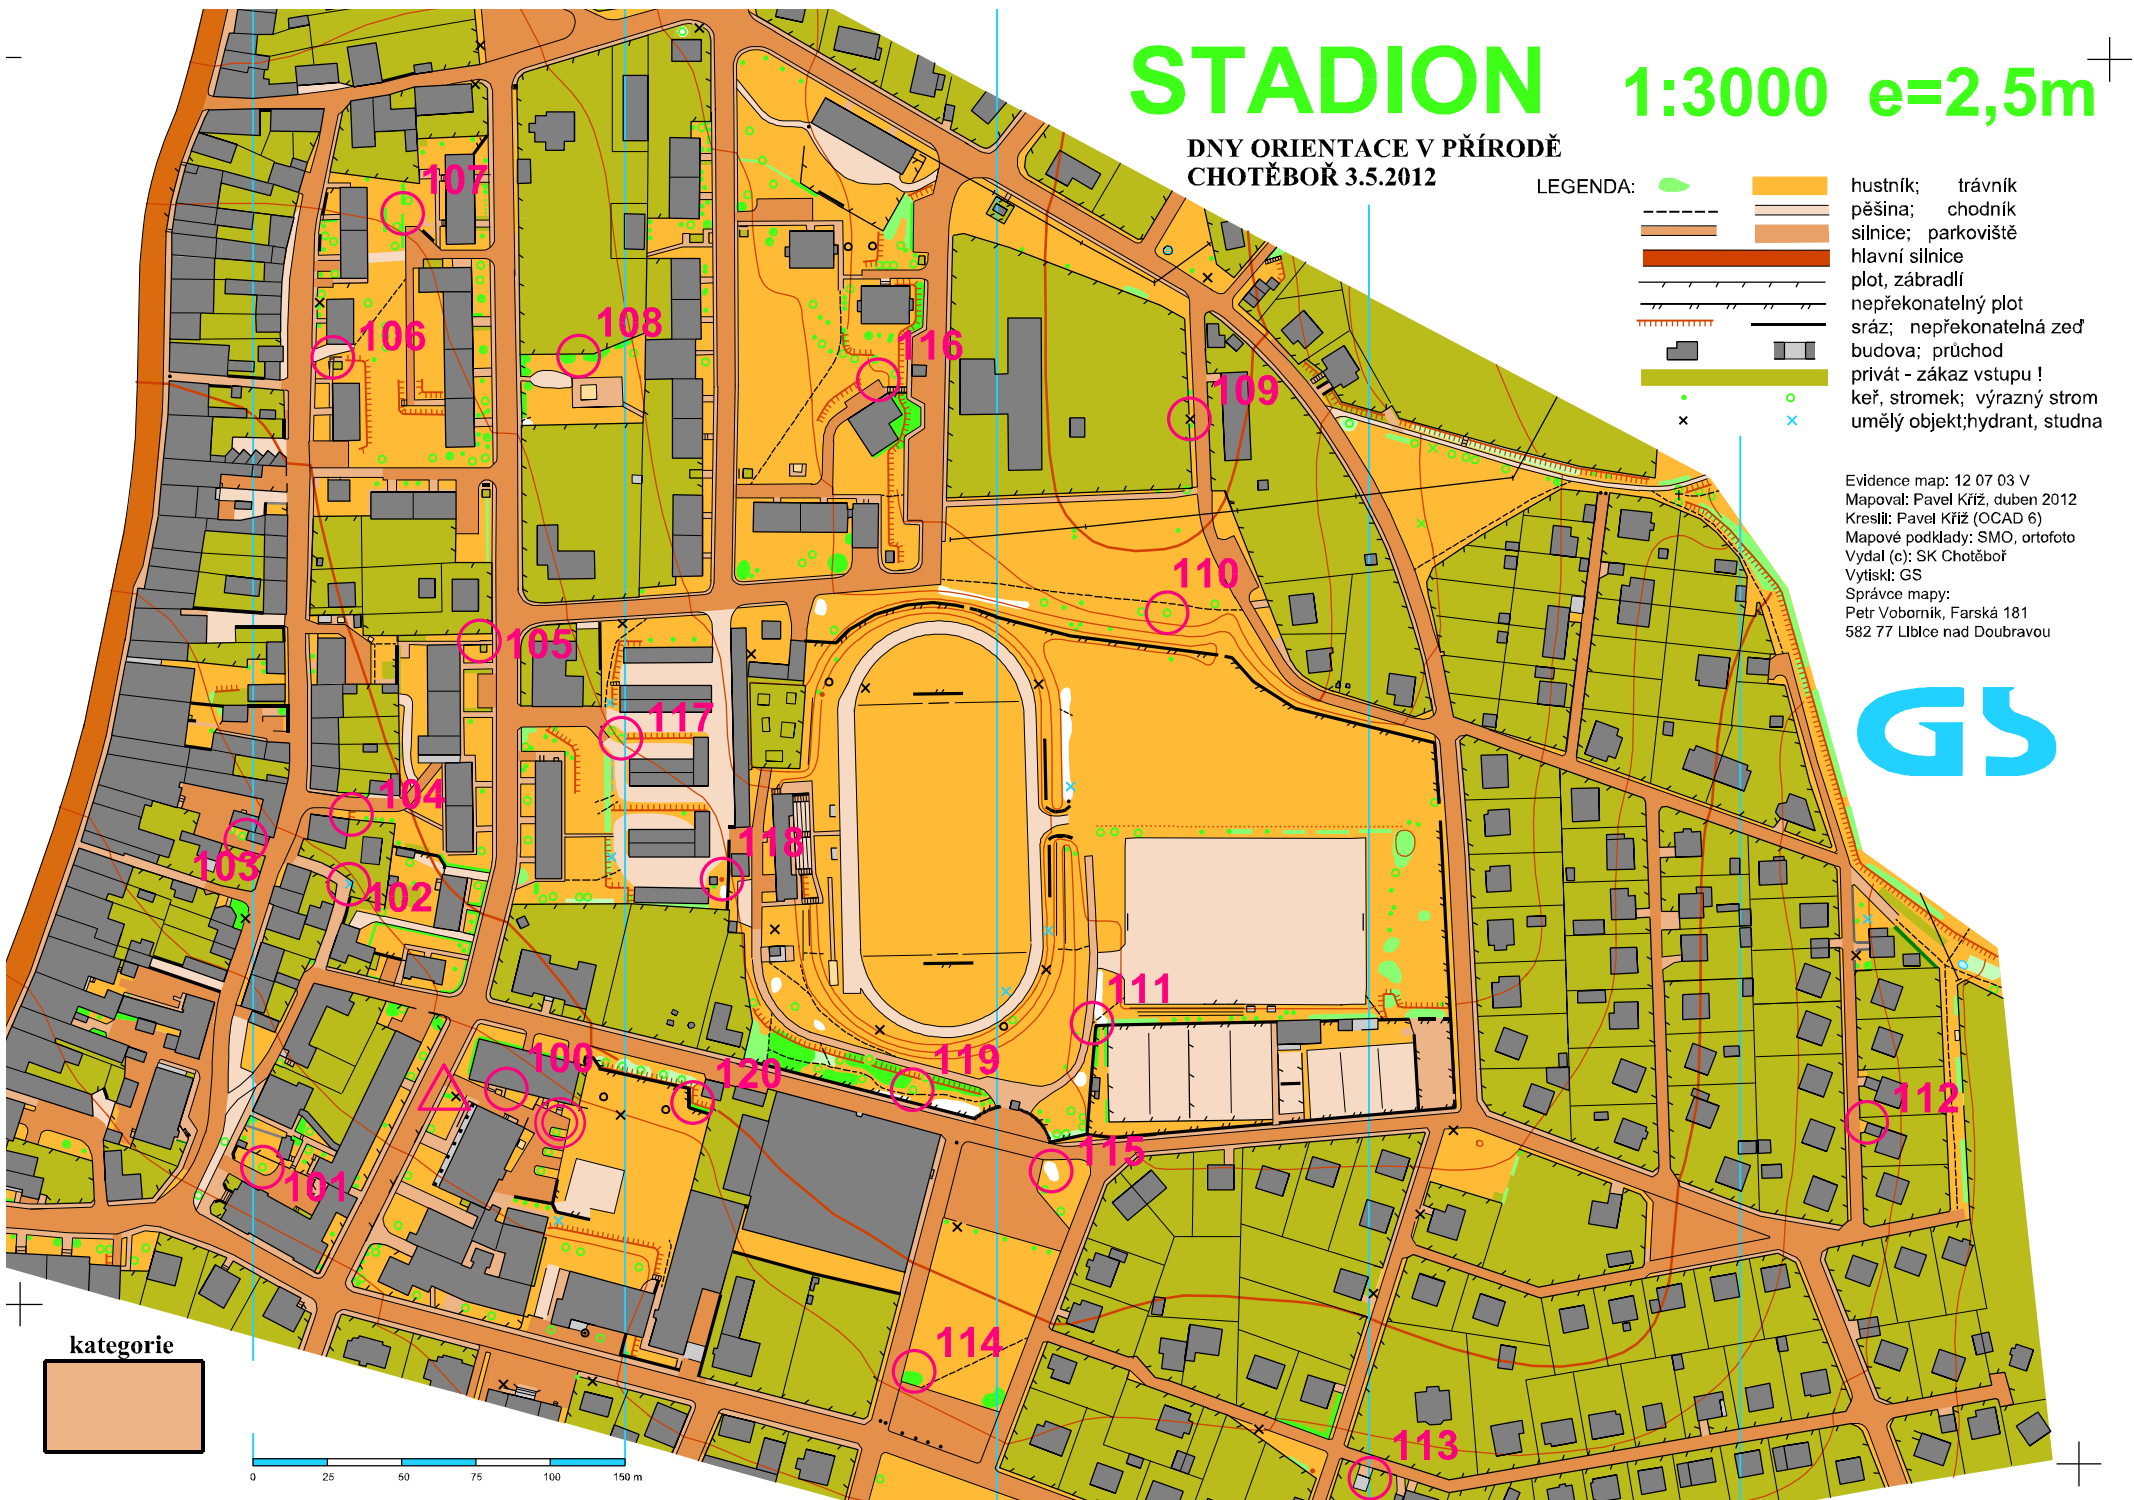 STADION 1:3000 e=2,5m
DNY ORIENTACE V PŘÍRODĚ
CHOTĚBOŘ 3.5.2012
LEGENDA:
hustník; trávník
pěšina; chodník
silnice; parkoviště
hlavní silnice
plot, zábradlí
nepřekonatelný plot
sráz; nepřekonatelná zeď
budova; průchod
privát - zákaz vstupu !
keř, stromek; výrazný strom
umělý objekt;hydrant, studna
Evidence map: 12 07 03 V
Mapoval: Pavel Kříž, duben 2012
Kreslil: Pavel Kříž (OCAD 6)
Mapové podklady: SMO, ortofoto
Vydal (c): SK Chotěboř
Vytiskl: GS
Správce mapy:
Petr Voborník, Farská 181
582 77 Libice nad Doubravou
GS
107
106
108
116
109
105
110
117
104
103
102
118
111
100
119
120
101
115
112
114
113
kategorie
0 25 50 75 100 150 m